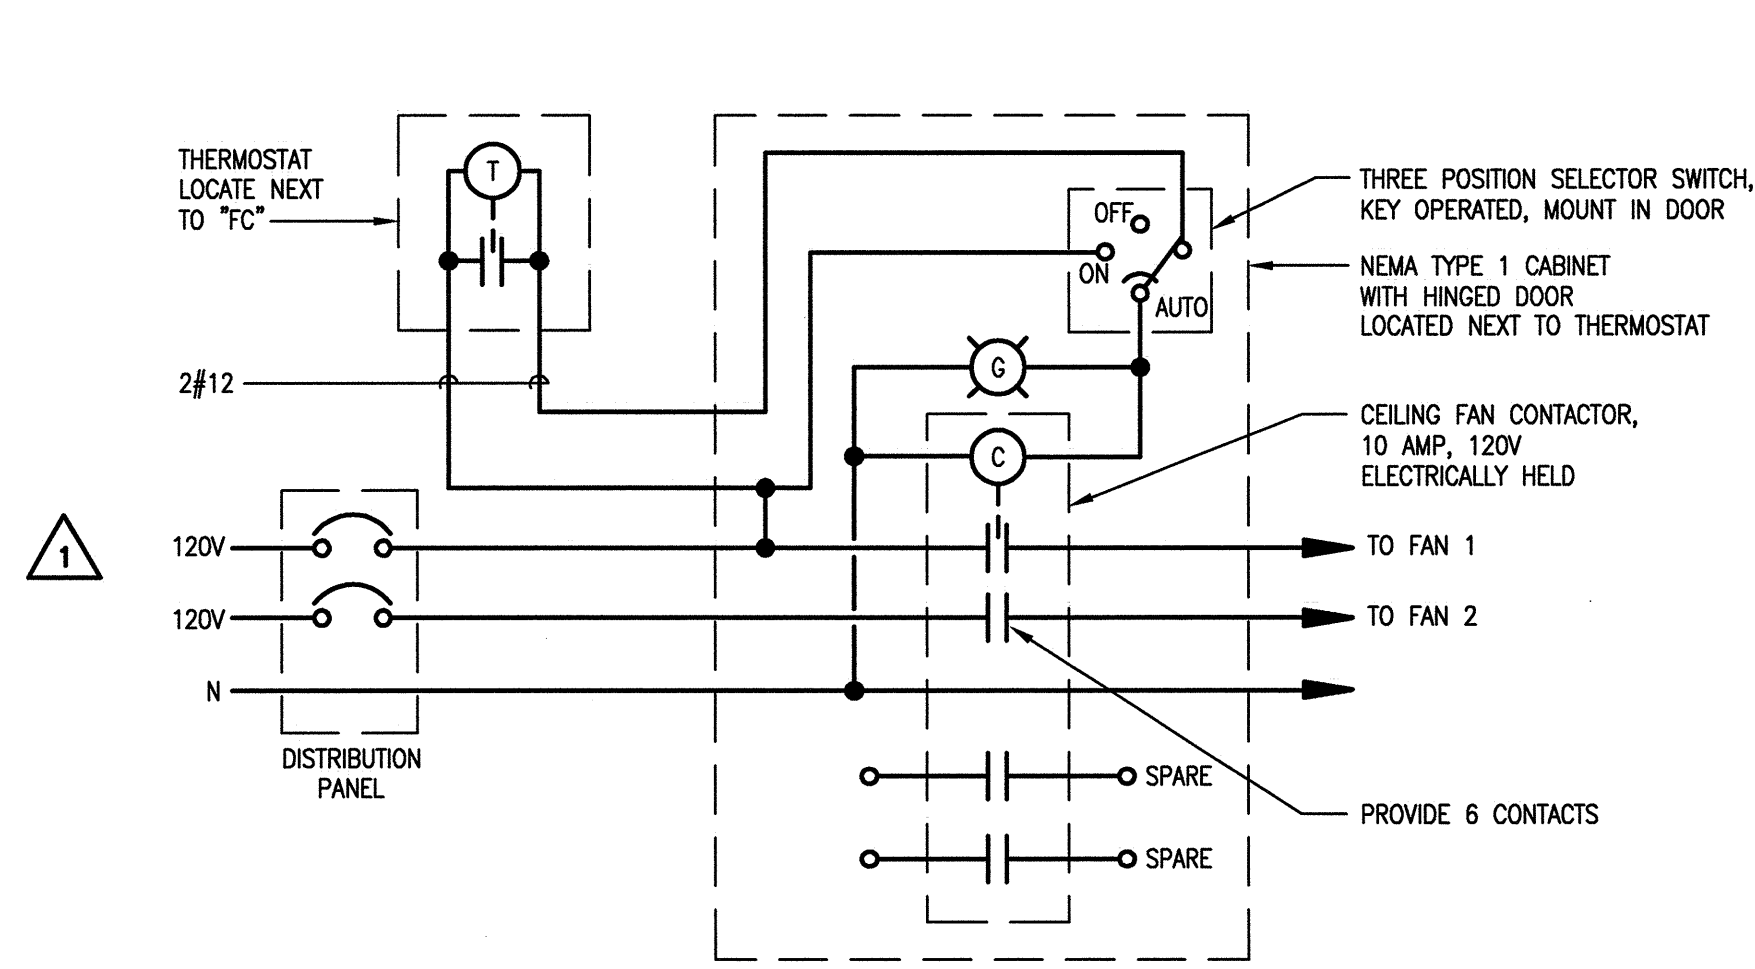 THERMOSTAT
LOCATE NEXT
TO "FC"
T
OFF
ON
AUTO
THREE POSITION SELECTOR SWITCH,
KEY OPERATED, MOUNT IN DOOR
NEMA TYPE 1 CABINET
WITH HINGED DOOR
LOCATED NEXT TO THERMOSTAT
2#12
G
C
CEILING FAN CONTACTOR,
10 AMP, 120V
ELECTRICALLY HELD
1
120V
TO FAN 1
120V
TO FAN 2
N
DISTRIBUTION
PANEL
SPARE
PROVIDE 6 CONTACTS
SPARE